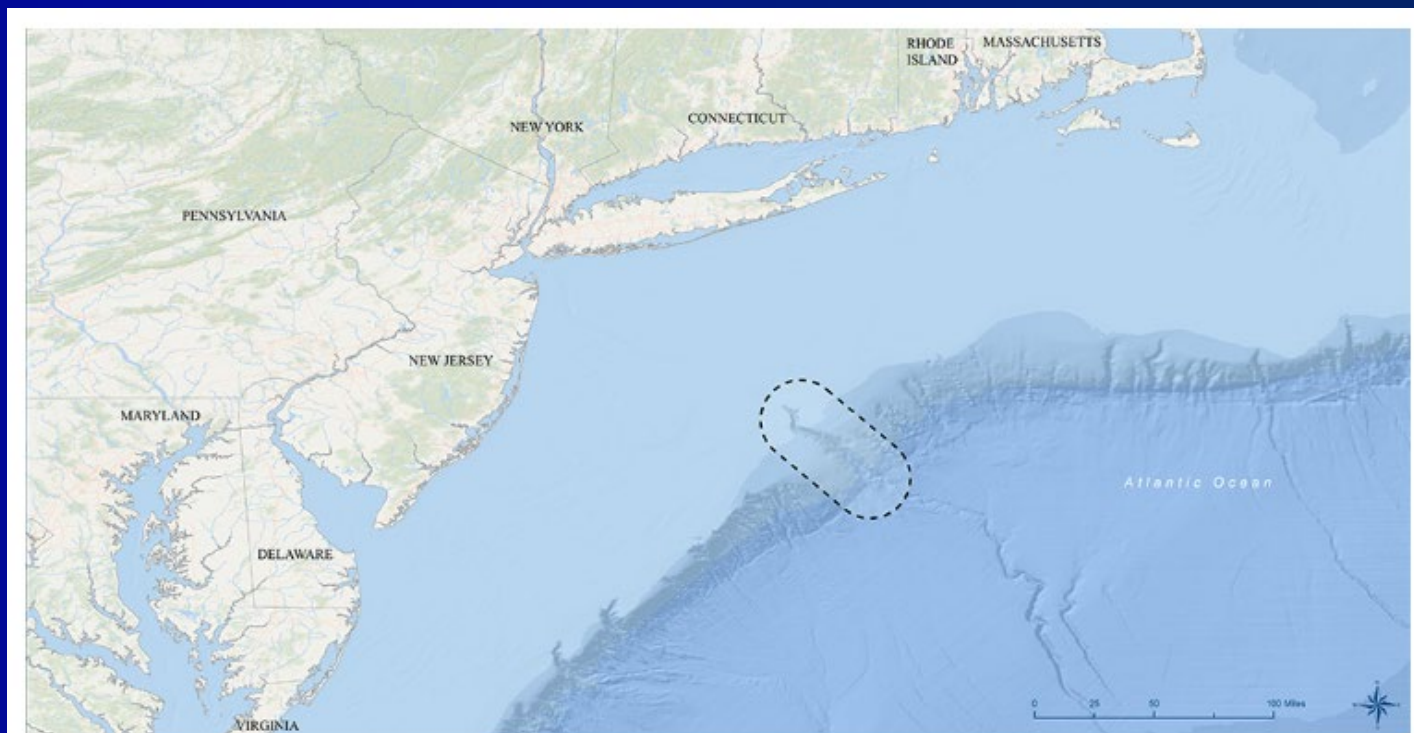 RHODE
ISLAND
MASSACHUSETTS
NEW YORK
CONNECTICUT
PENNSYLVANIA
NEW JERSEY
MARYLAND
Atlantic Ocean
DELAWARE
0 25 50 100 Miles
VIRGINIA